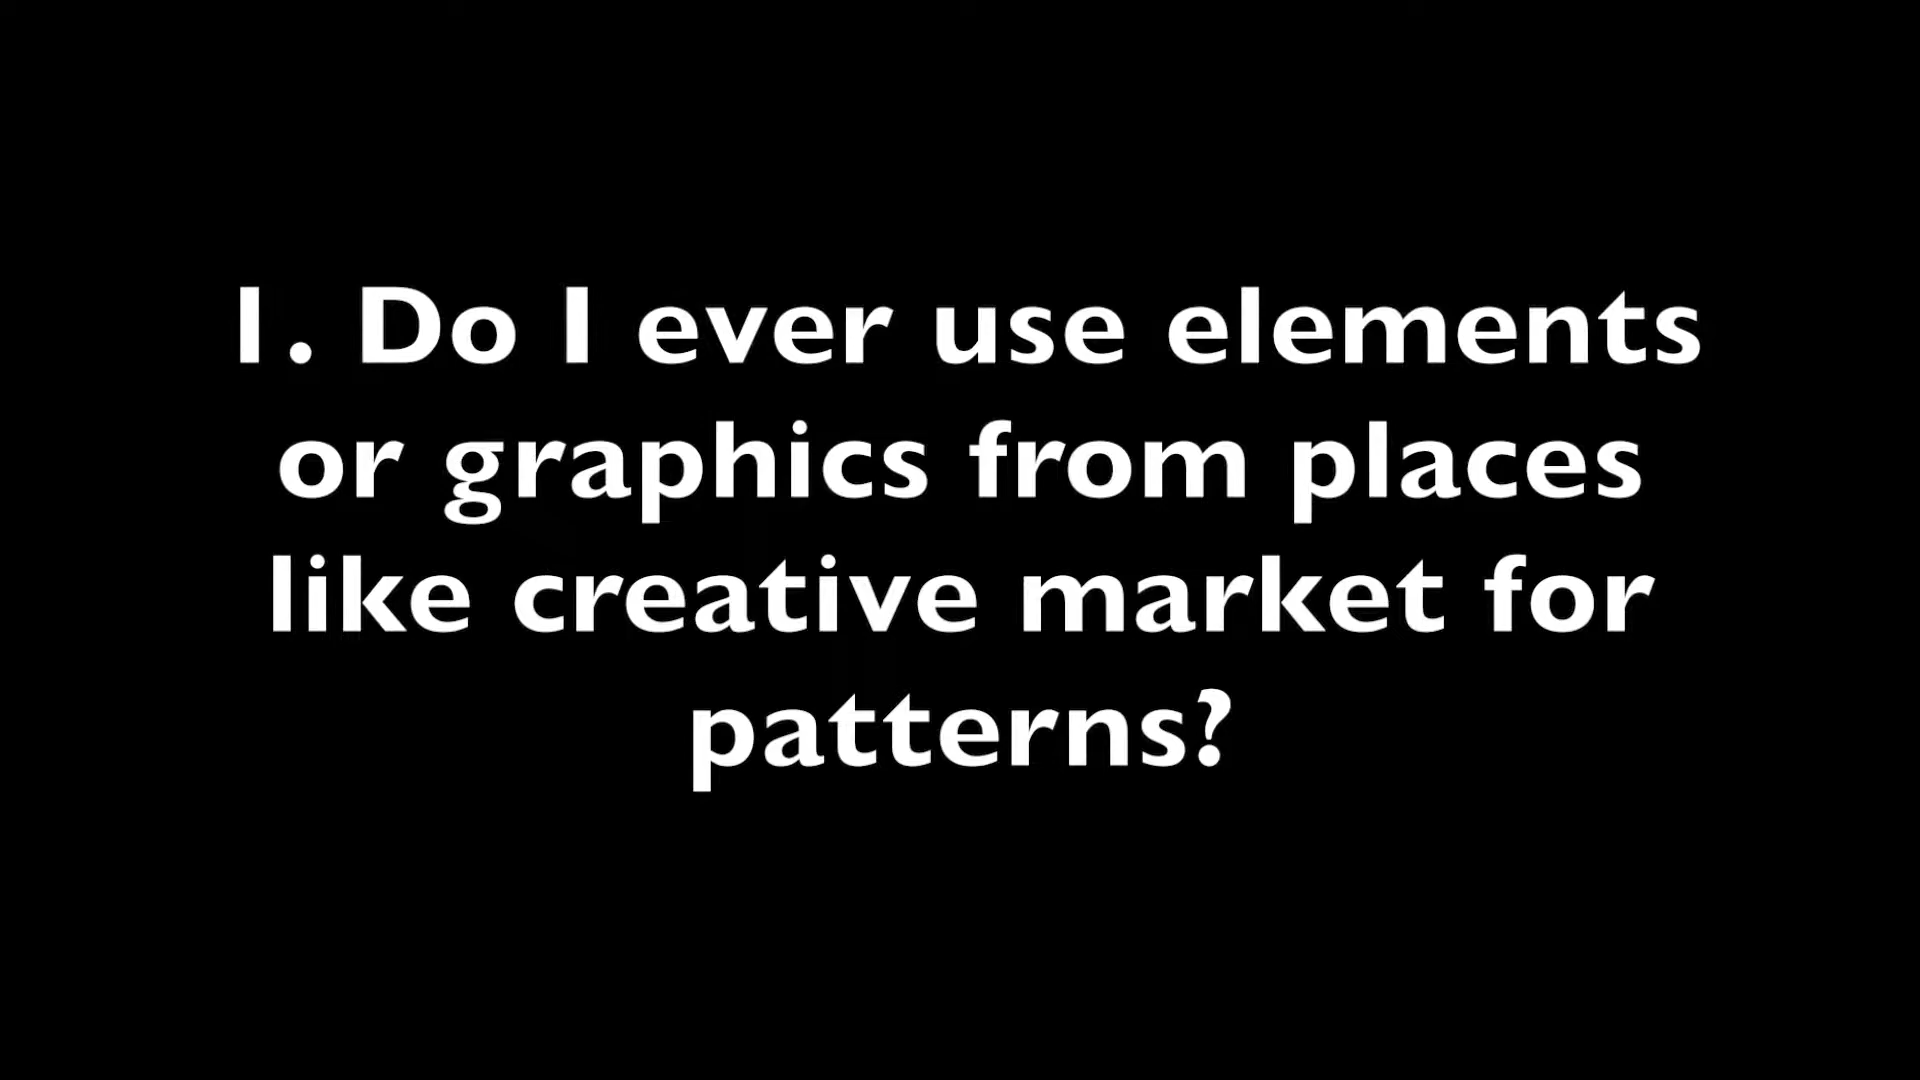 1. Do I ever use elements
or graphics from places
like creative market for
patterns?